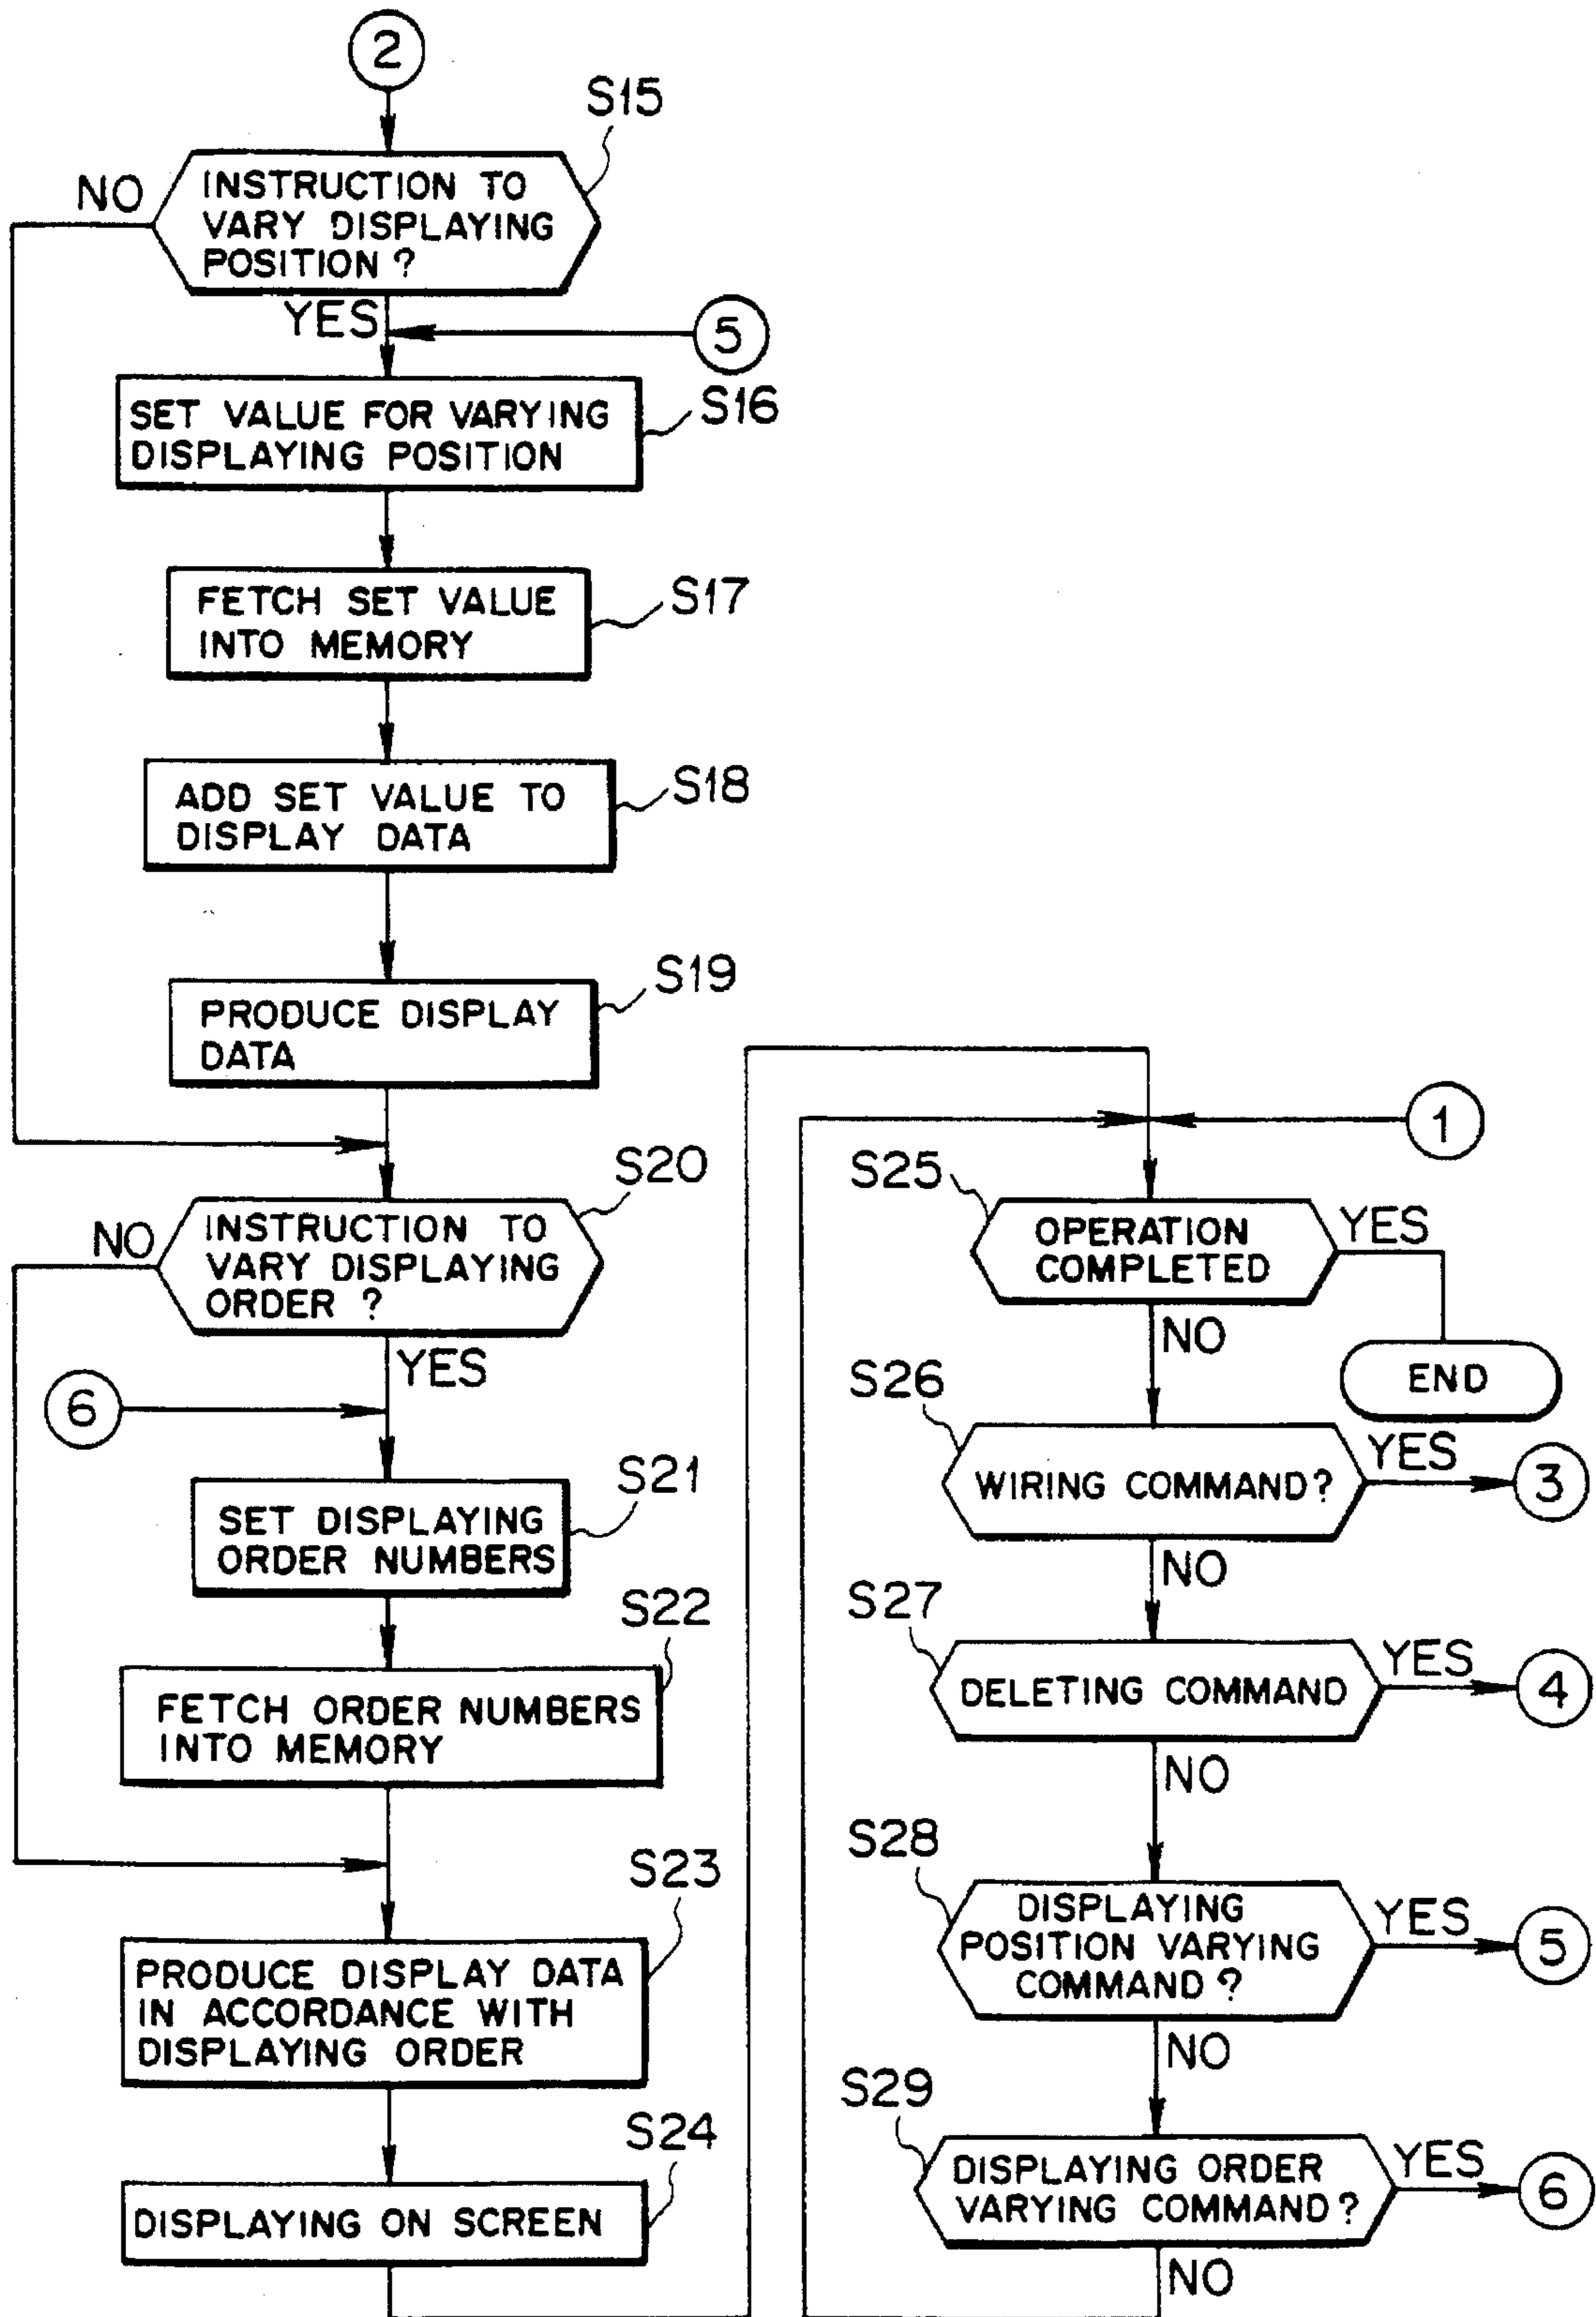 2
S15
NO
INSTRUCTION TO
VARY DISPLAYING
POSITION ?
YES
5
SET VALUE FOR VARYING
DISPLAYING POSITION
S16
FETCH SET VALUE
INTO MEMORY
S17
ADD SET VALUE TO
DISPLAY DATA
S18
PRODUCE DISPLAY
DATA
S19
S20
NO
INSTRUCTION TO
VARY DISPLAYING
ORDER ?
YES
6
S21
SET DISPLAYING
ORDER NUMBERS
S22
FETCH ORDER NUMBERS
INTO MEMORY
S23
PRODUCE DISPLAY DATA
IN ACCORDANCE WITH
DISPLAYING ORDER
S24
DISPLAYING ON SCREEN
1
S25
OPERATION
COMPLETED
YES
NO
END
S26
WIRING COMMAND?
YES
3
NO
S27
DELETING COMMAND
YES
4
NO
S28
DISPLAYING
POSITION VARYING
COMMAND ?
YES
5
NO
S29
DISPLAYING ORDER
VARYING COMMAND ?
YES
6
NO